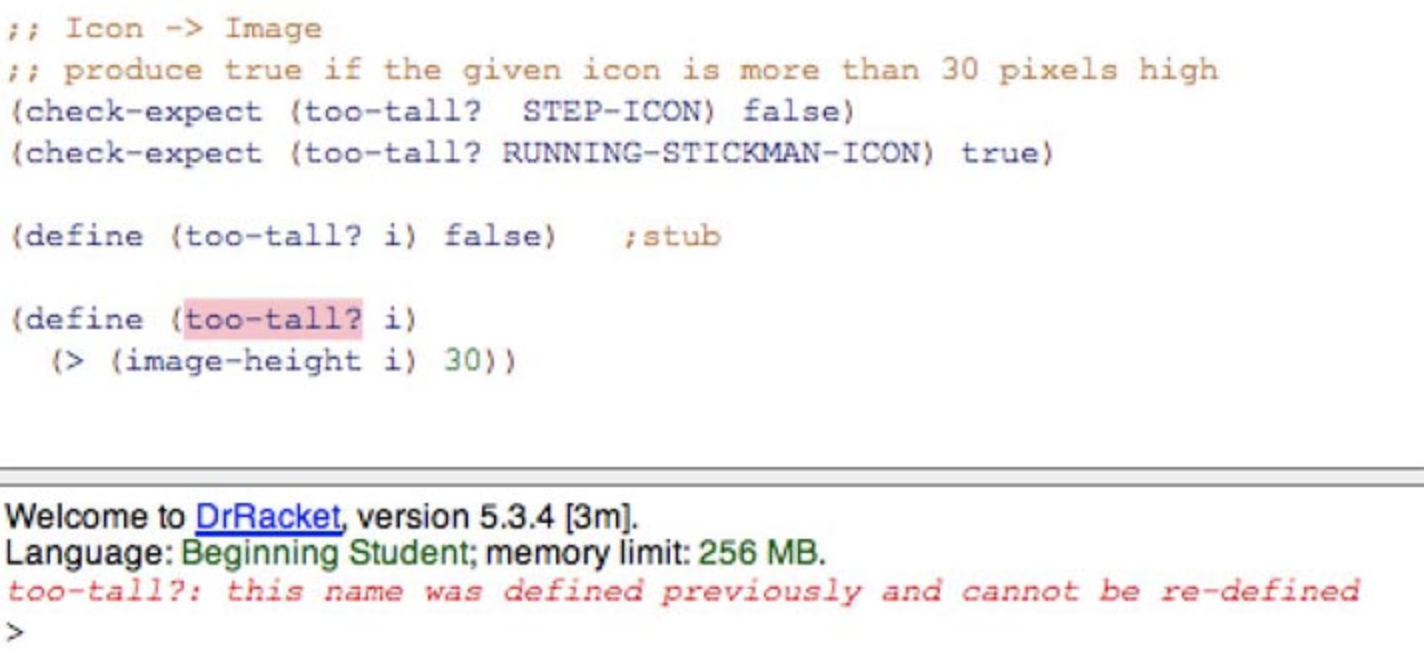 ;; Icon -> Image
;; produce true if the given icon is more than 30 pixels high
(check-expect (too-tall?  STEP-ICON) false)
(check-expect (too-tall? RUNNING-STICKMAN-ICON) true)
(define (too-tall? i) false)   ;stub
(define (too-tall? i)
  (> (image-height i) 30))
Welcome to DrRacket, version 5.3.4 [3m].
Language: Beginning Student; memory limit: 256 MB.
too-tall?: this name was defined previously and cannot be re-defined
>